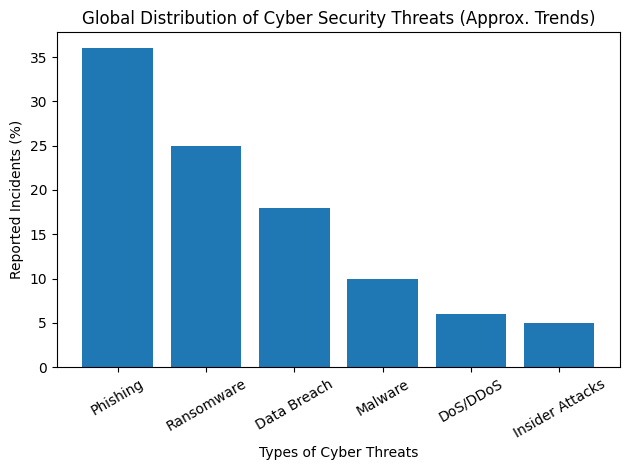 Global Distribution of Cyber Security Threats (Approx. Trends)
Reported Incidents (%)
35
30
25
20
15
10
5
0
Phishing
Ransomware
Data Breach
Malware
DoS/DDoS
Insider Attacks
Types of Cyber Threats